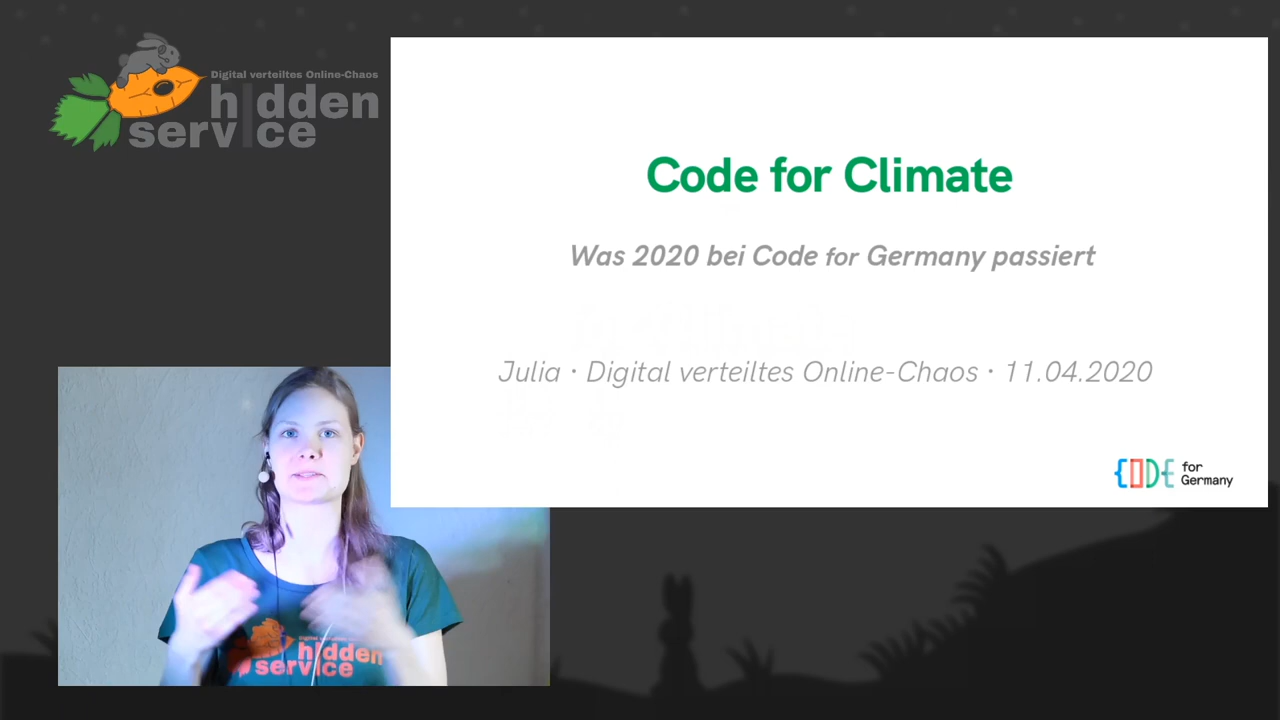 Digital verteiltes Online-Chaos
hidden
service
Code for Climate
Was 2020 bei Code for Germany passiert
Julia · Digital verteiltes Online-Chaos · 11.04.2020
CODE for
Germany
hidden
service